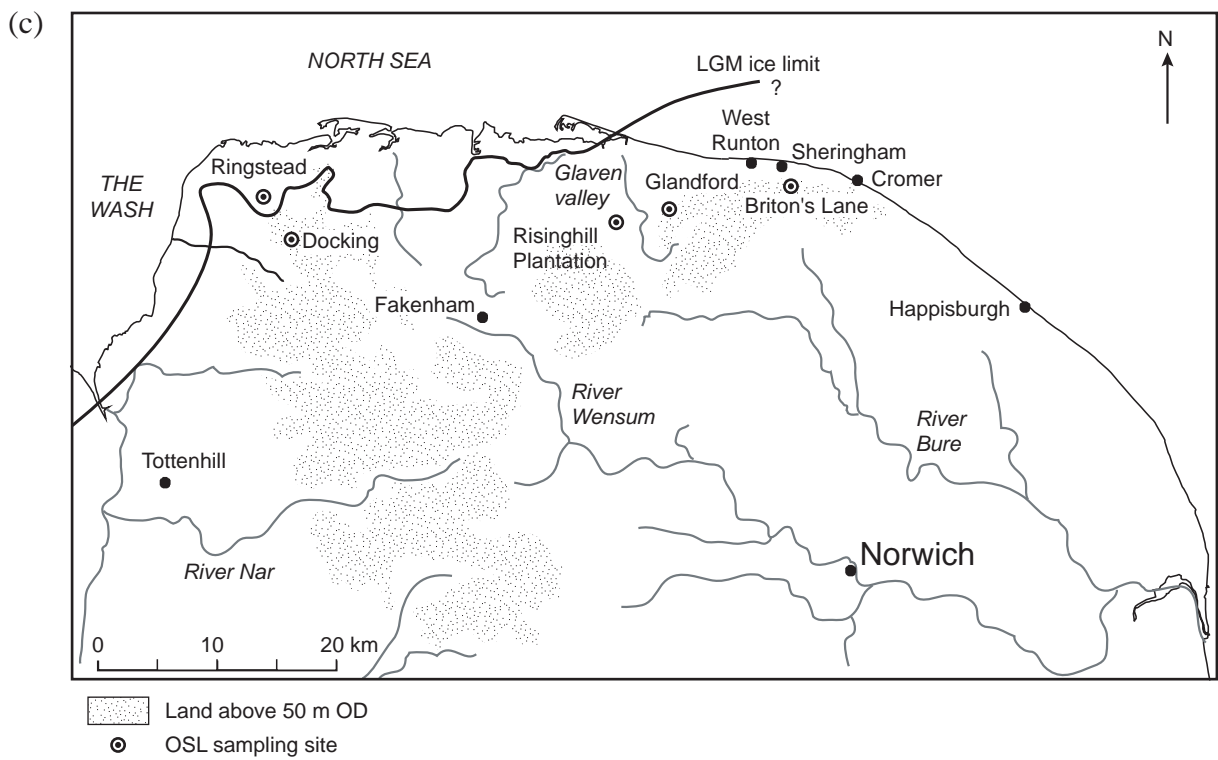 (c)
NORTH SEA
LGM ice limit
?
N
West
Runton
Sheringham
Ringstead
THE
WASH
Glaven
valley
Glandford
Cromer
Briton's Lane
Docking
Risinghill
Plantation
Fakenham
Happisburgh
River
Wensum
River
Bure
Tottenhill
Norwich
River Nar
0 10 20 km
Land above 50 m OD
OSL sampling site